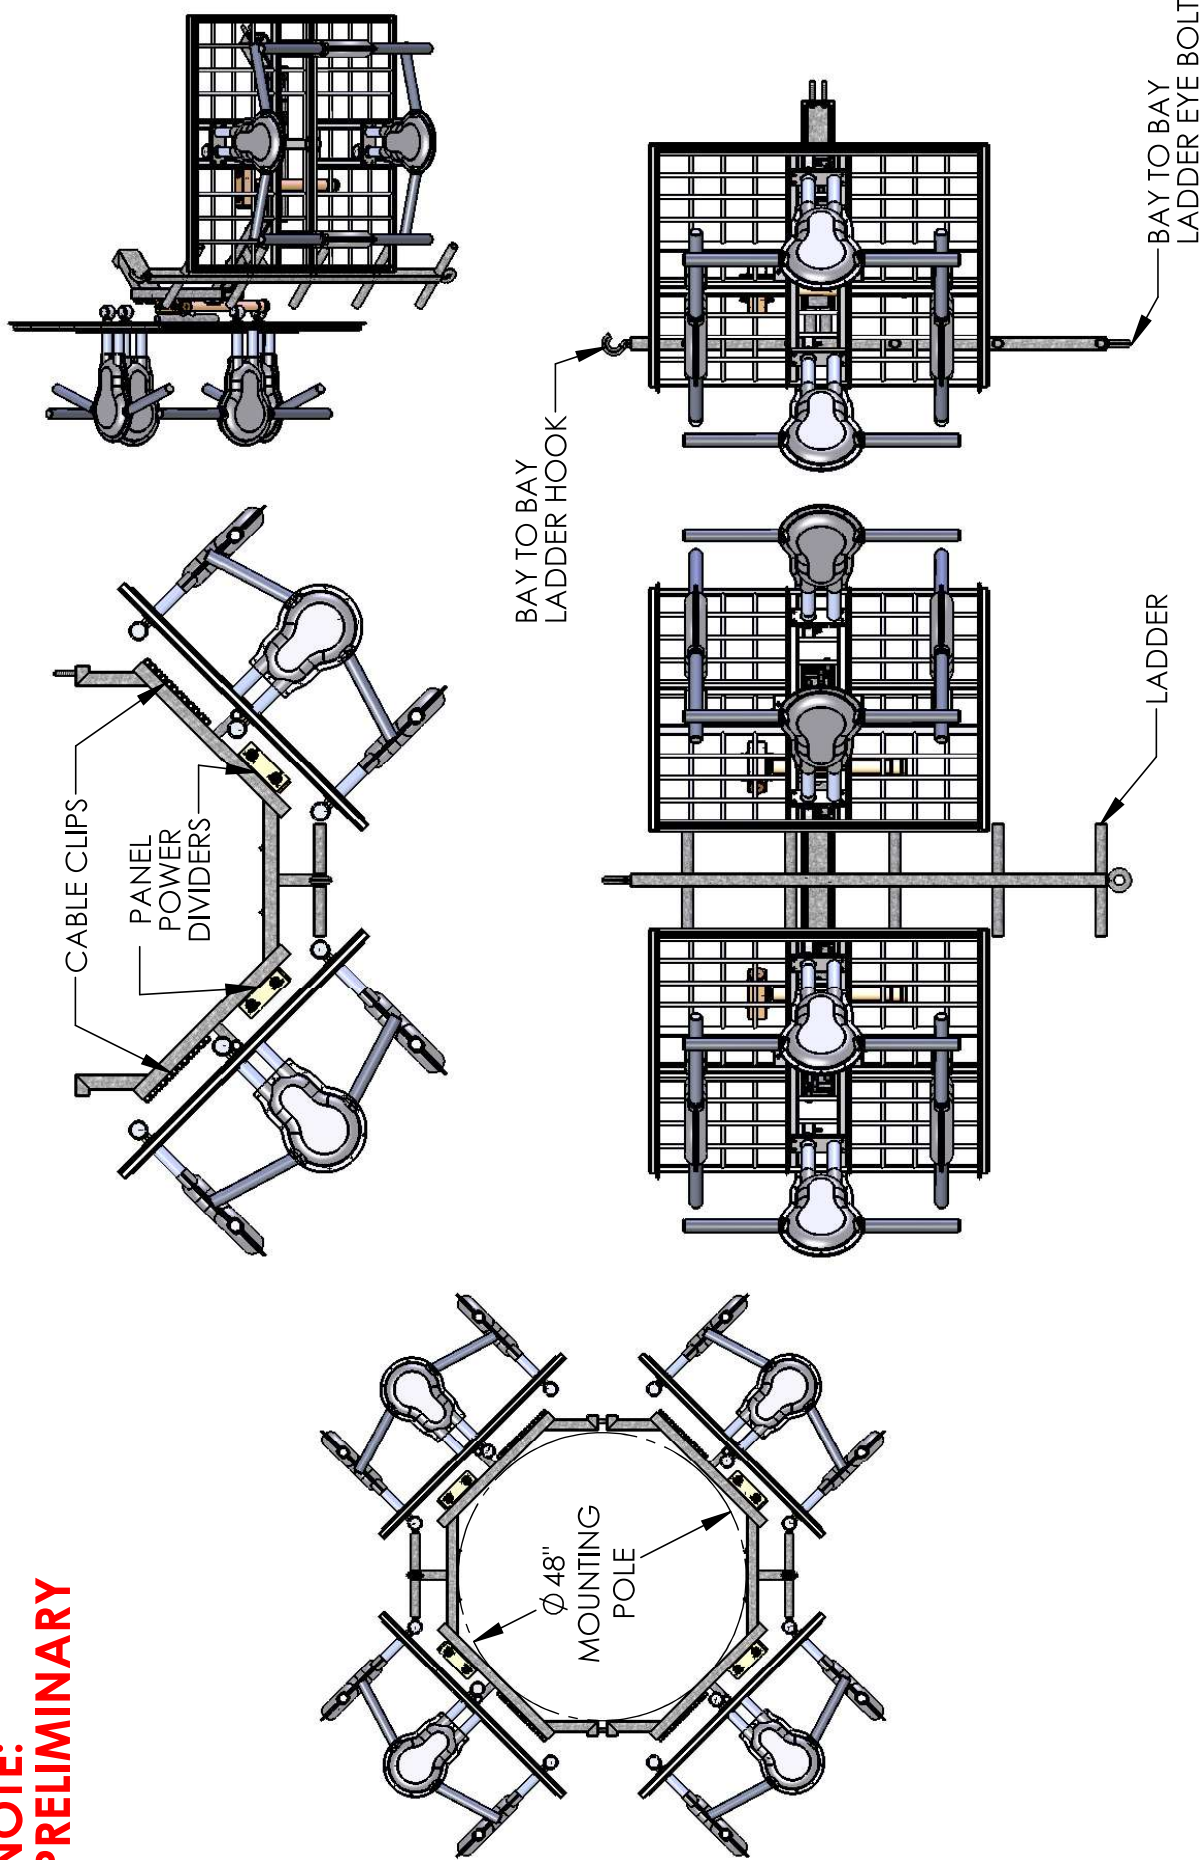 NOTE:
PRELIMINARY
CABLE CLIPS
PANEL
POWER
DIVIDERS
Ø 48"
MOUNTING
POLE
BAY TO BAY
LADDER HOOK
LADDER
BAY TO BAY
LADDER EYE BOLT